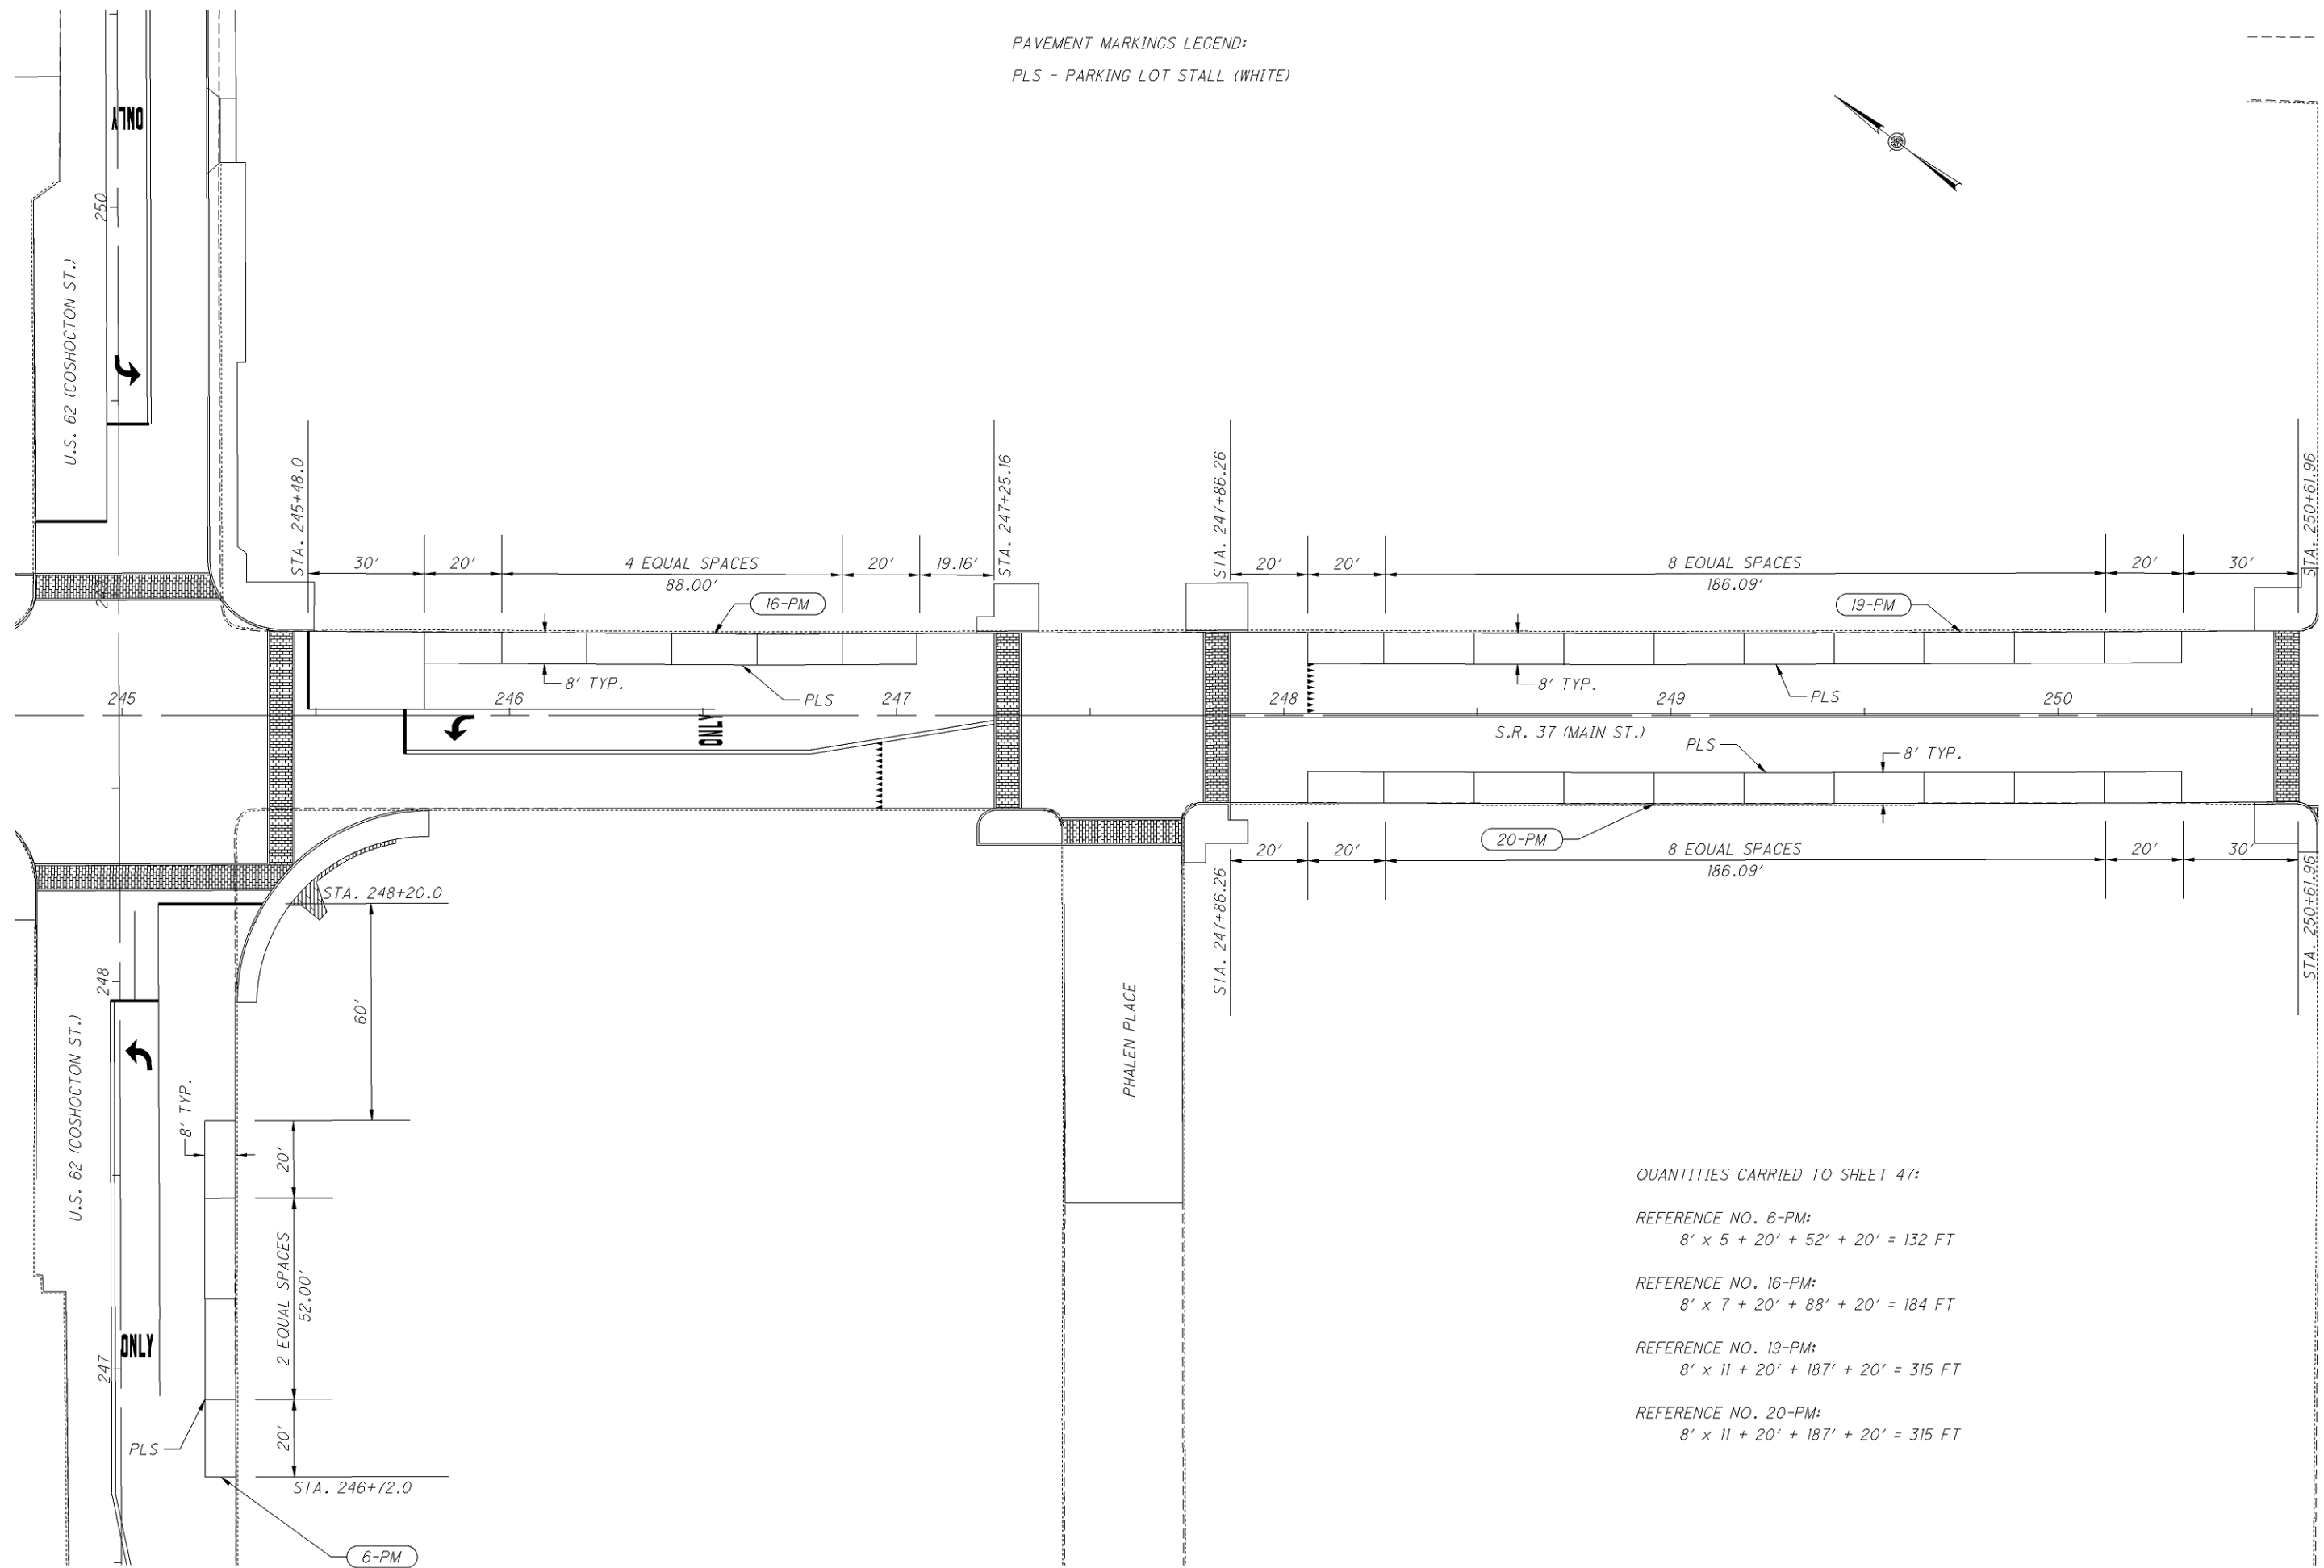 PAVEMENT MARKINGS LEGEND:
PLS - PARKING LOT STALL (WHITE)
ONLY
250
U.S. 62 (COSHOCTON ST.)
249
STA. 245+48.0
30'
20'
4 EQUAL SPACES
88.00'
20'
19.16'
STA. 247+25.16
16-PM
STA. 247+86.26
20'
20'
8 EQUAL SPACES
186.09'
20'
30'
STA. 250+61.96
19-PM
8' TYP.
PLS
8' TYP.
PLS
245
246
247
248
249
250
ONLY
S.R. 37 (MAIN ST.)
PLS
8' TYP.
20-PM
20'
20'
8 EQUAL SPACES
186.09'
20'
30'
STA. 247+86.26
STA. 250+61.96
STA. 248+20.0
248
60'
U.S. 62 (COSHOCTON ST.)
8' TYP.
20'
2 EQUAL SPACES
52.00'
20'
247
ONLY
PLS
STA. 246+72.0
6-PM
PHALEN PLACE
QUANTITIES CARRIED TO SHEET 47:
REFERENCE NO. 6-PM:
8' x 5 + 20' + 52' + 20' = 132 FT
REFERENCE NO. 16-PM:
8' x 7 + 20' + 88' + 20' = 184 FT
REFERENCE NO. 19-PM:
8' x 11 + 20' + 187' + 20' = 315 FT
REFERENCE NO. 20-PM:
8' x 11 + 20' + 187' + 20' = 315 FT